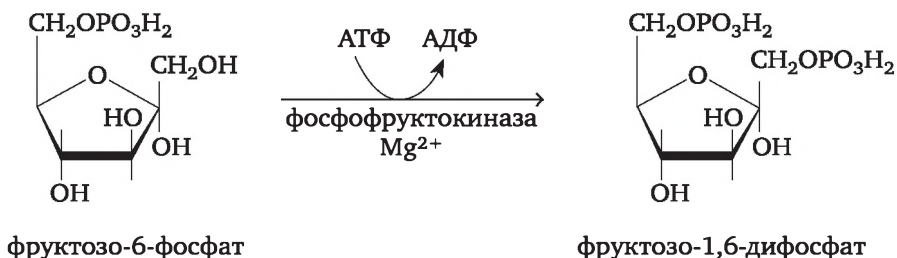 CH₂OPO₃H₂
O
CH₂OH
HO
OH
OH
фруктозо-6-фосфат
АТФ АДФ
фосфофруктокиназа
Mg²⁺
CH₂OPO₃H₂
O
CH₂OPO₃H₂
HO
OH
OH
фруктозо-1,6-дифосфат